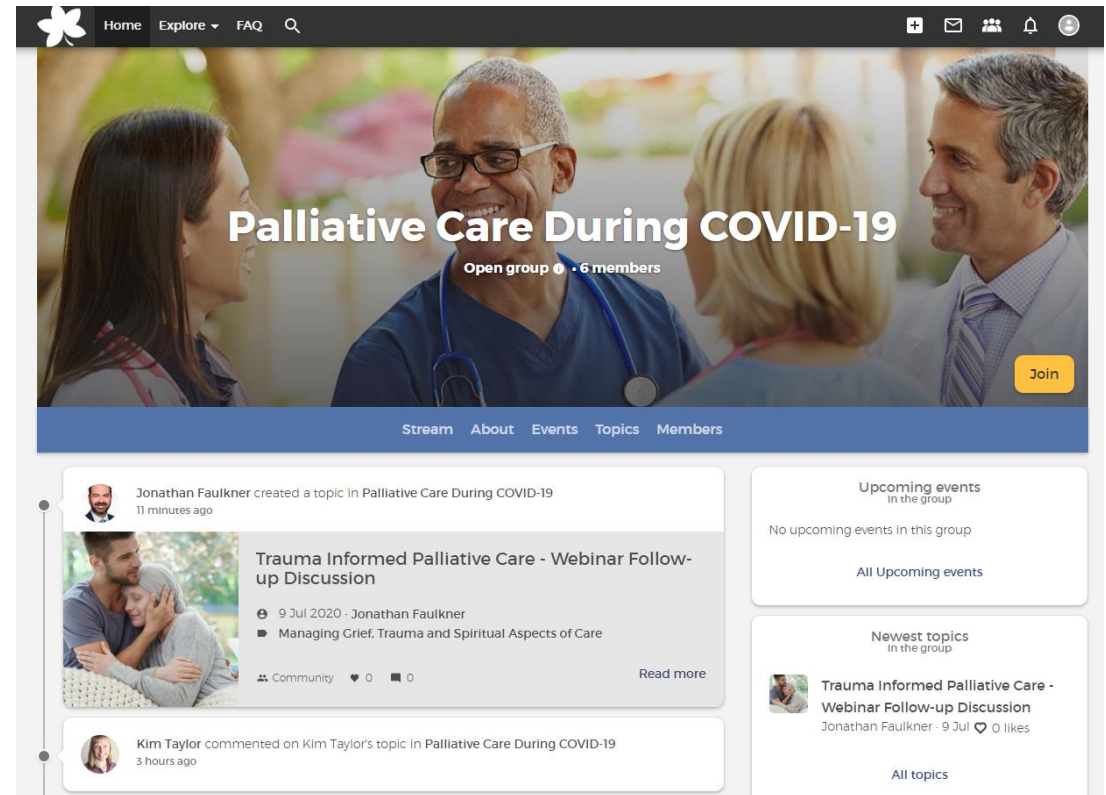 Home Explore FAQ
Palliative Care During COVID-19
Open group • 6 members
Join
Stream About Events Topics Members
Jonathan Faulkner created a topic in Palliative Care During COVID-19
11 minutes ago
Trauma Informed Palliative Care - Webinar Follow-
up Discussion
9 Jul 2020 - Jonathan Faulkner
Managing Grief, Trauma and Spiritual Aspects of Care
Community 0 0 Read more
Kim Taylor commented on Kim Taylor's topic in Palliative Care During COVID-19
3 hours ago
Upcoming events
In the group
No upcoming events in this group
All Upcoming events
Newest topics
In the group
Trauma Informed Palliative Care -
Webinar Follow-up Discussion
Jonathan Faulkner - 9 Jul 0 likes
All topics